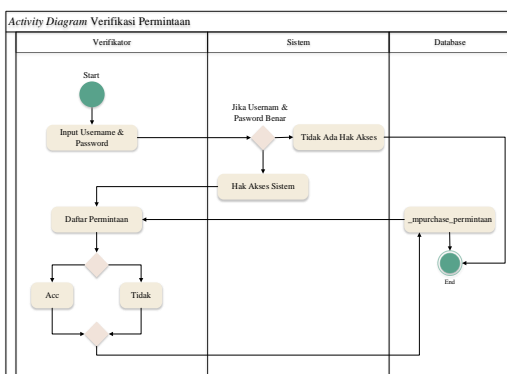 Activity Diagram Verifikasi Permintaan
Verifikator
Sistem
Database
Start
Jika Usernam &
Pasword Benar
Input Username &
Password
Tidak Ada Hak Akses
Hak Akses Sistem
Daftar Permintaan
_mpurchase_permintaan
Acc
Tidak
End